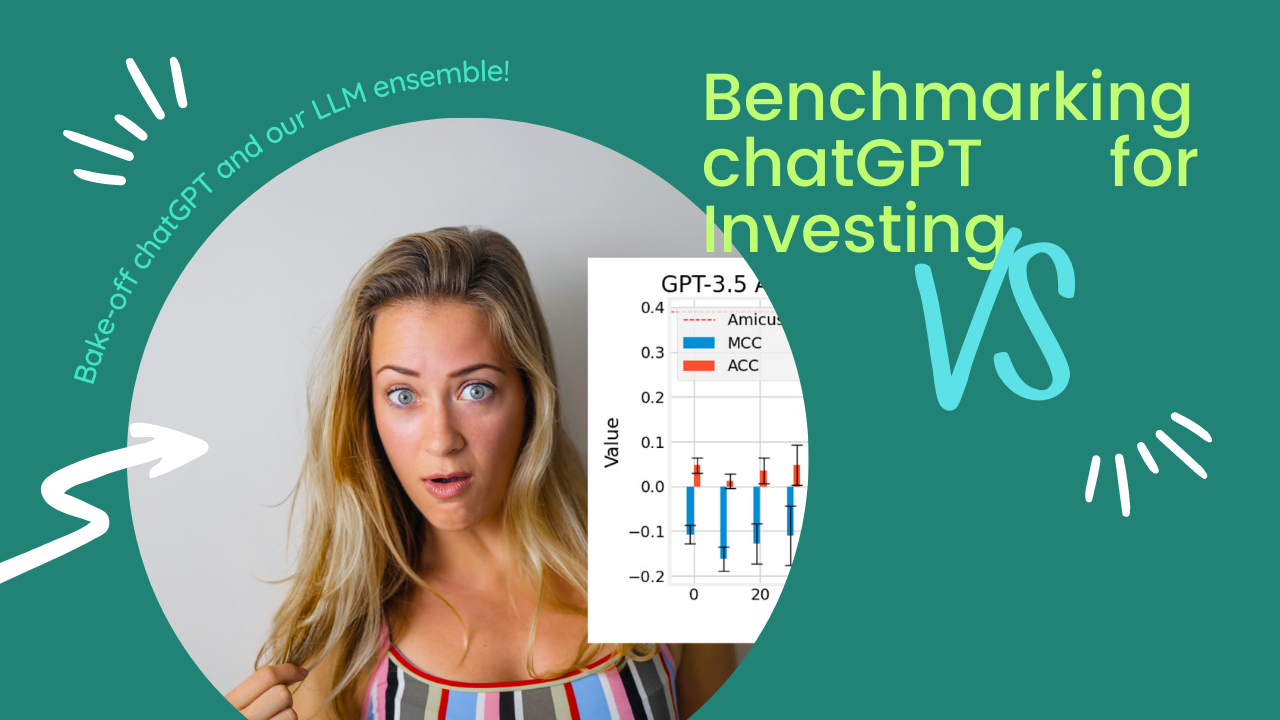 Bake-off chatGPT and our LLM ensemble!
Benchmarking
chatGPT for
Investing
VS
GPT-3.5
Amicus
MCC
ACC
Value
0.4
0.3
0.2
0.1
0.0
−0.1
−0.2
0 20